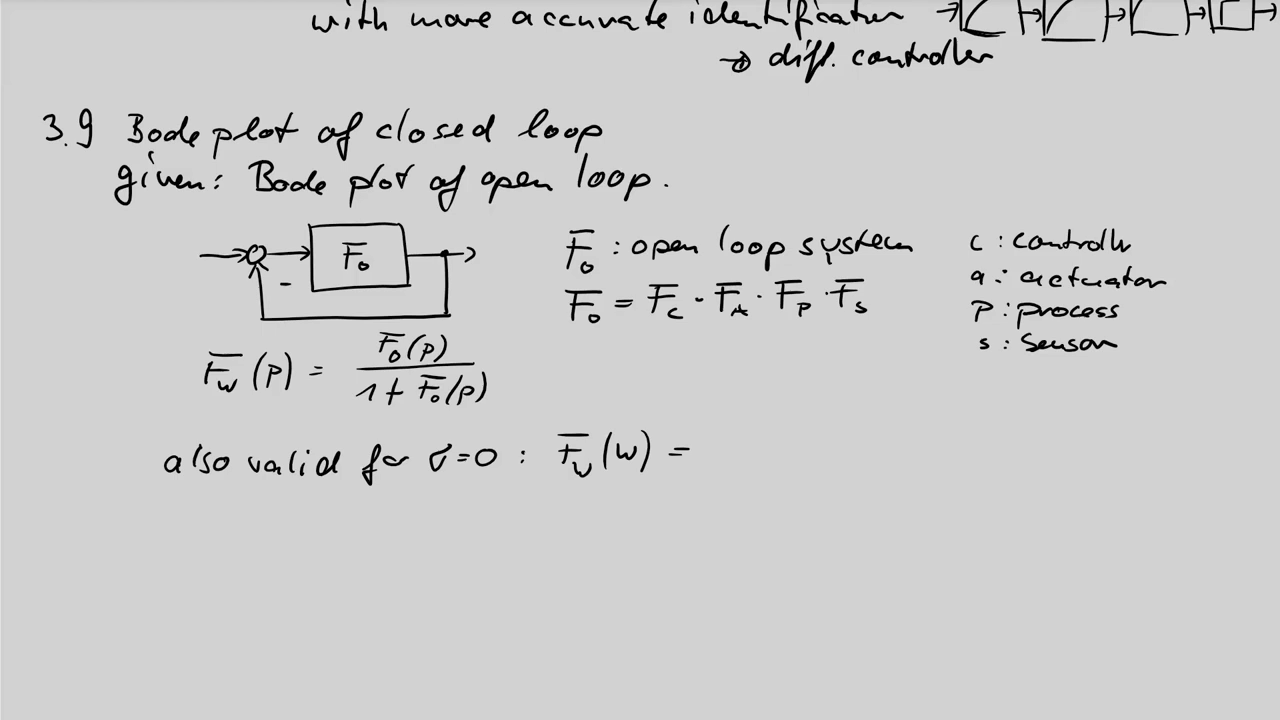 with more accurate identification →
→ diff. controller
3.9 Bode plot of closed loop
given: Bode plot of open loop.
F₀
-
F₀ : open loop system
F₀ = F_C · F_A · F_P · F_S
c : controller
a : actuator
p : process
s : sensor
F_W (p) = F₀(p) / 1 + F₀(p)
also valid for σ=0 : F_W (ω) =